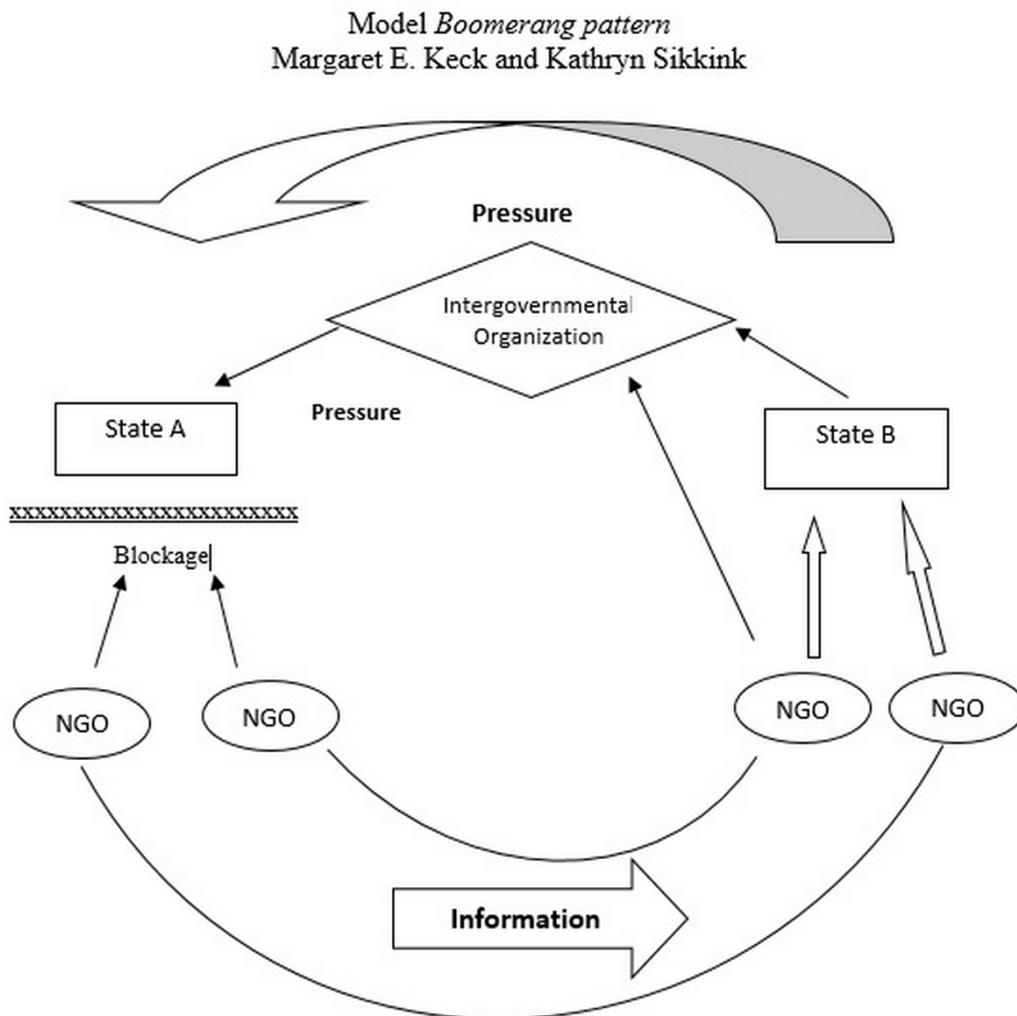 Model Boomerang pattern
Margaret E. Keck and Kathryn Sikkink
Pressure
Intergovernmental
Organization
State A
Pressure
State B
xxxxxxxxxxxxxxxxxxxxxxx
Blockage
NGO
NGO
NGO
NGO
Information